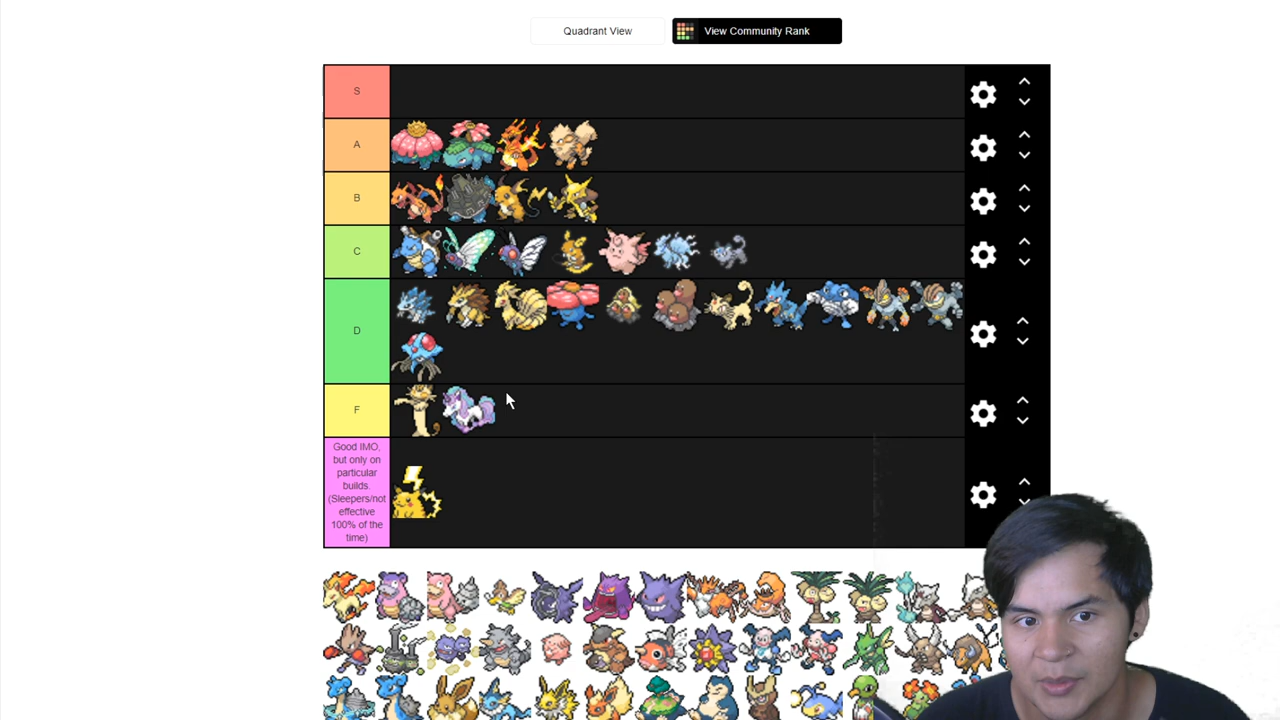 Quadrant View
View Community Rank
S
A
B
C
D
F
Good IMO,
but only on
particular
builds.
(Sleepers/not
effective
100% of the
time)